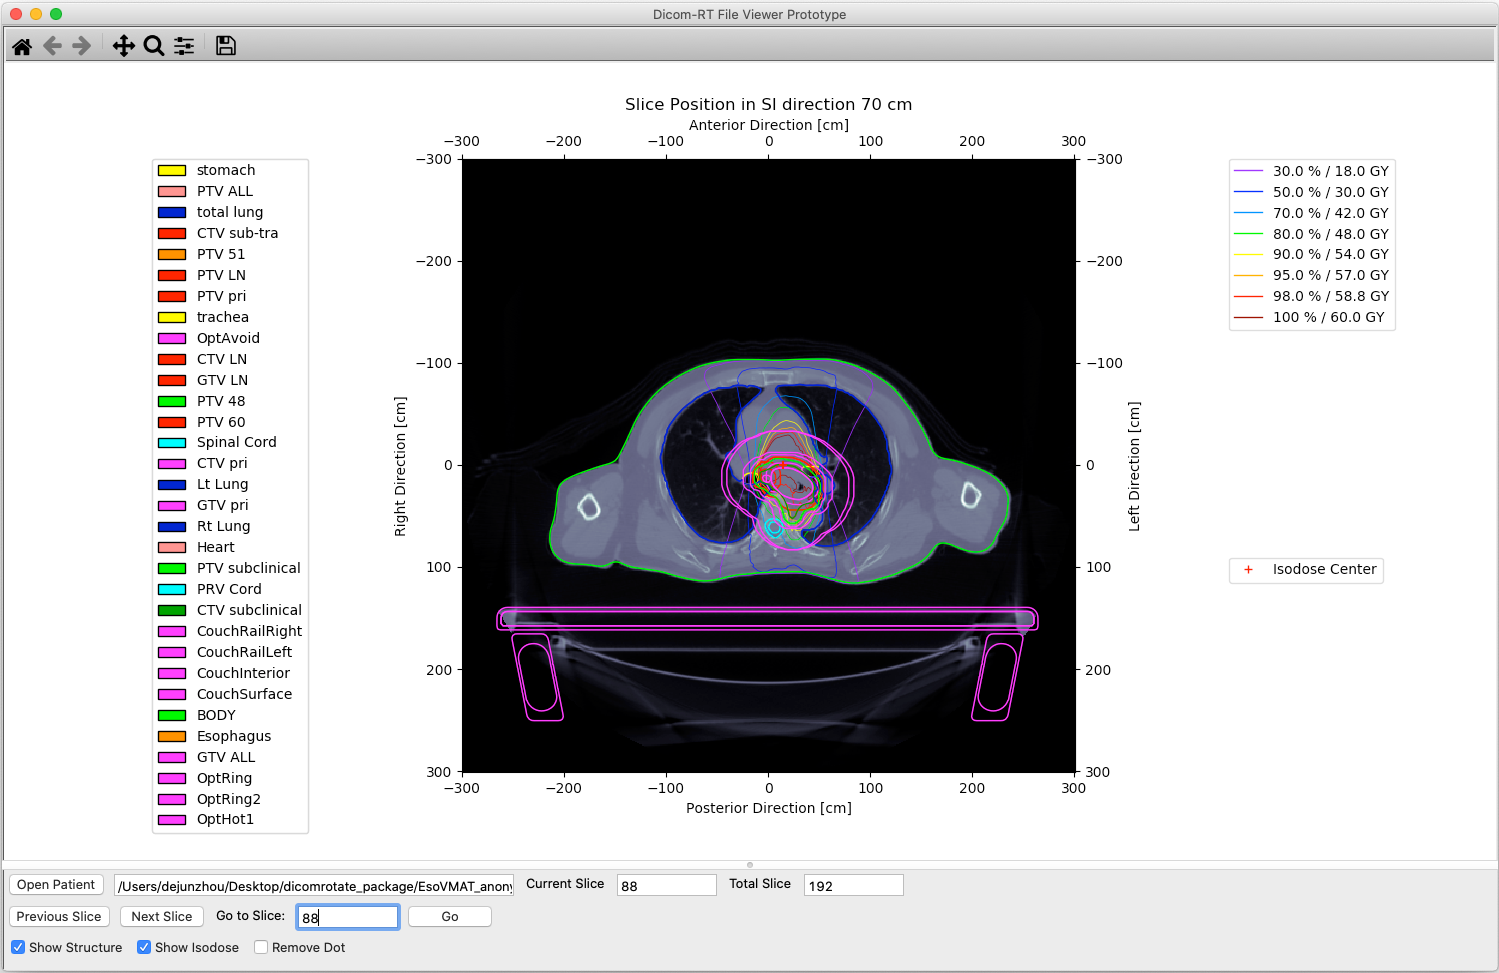 Dicom-RT File Viewer Prototype
Slice Position in SI direction 70 cm
Anterior Direction [cm]
−300 −200 −100 0 100 200 300
stomach
PTV ALL
total lung
CTV sub-tra
PTV 51
PTV LN
PTV pri
trachea
OptAvoid
CTV LN
GTV LN
PTV 48
PTV 60
Spinal Cord
CTV pri
Lt Lung
GTV pri
Rt Lung
Heart
PTV subclinical
PRV Cord
CTV subclinical
CouchRailRight
CouchRailLeft
CouchInterior
CouchSurface
BODY
Esophagus
GTV ALL
OptRing
OptRing2
OptHot1
Right Direction [cm]
−300
−200
−100
0
100
200
300
−300
−200
−100
0
100
200
300
Left Direction [cm]
−300 −200 −100 0 100 200 300
Posterior Direction [cm]
30.0 % / 18.0 GY
50.0 % / 30.0 GY
70.0 % / 42.0 GY
80.0 % / 48.0 GY
90.0 % / 54.0 GY
95.0 % / 57.0 GY
98.0 % / 58.8 GY
100 % / 60.0 GY
Isodose Center
Open Patient /Users/dejunzhou/Desktop/dicomrotate_package/EsoVMAT_anony Current Slice 88 Total Slice 192
Previous Slice Next Slice Go to Slice: 88 Go
Show Structure Show Isodose Remove Dot